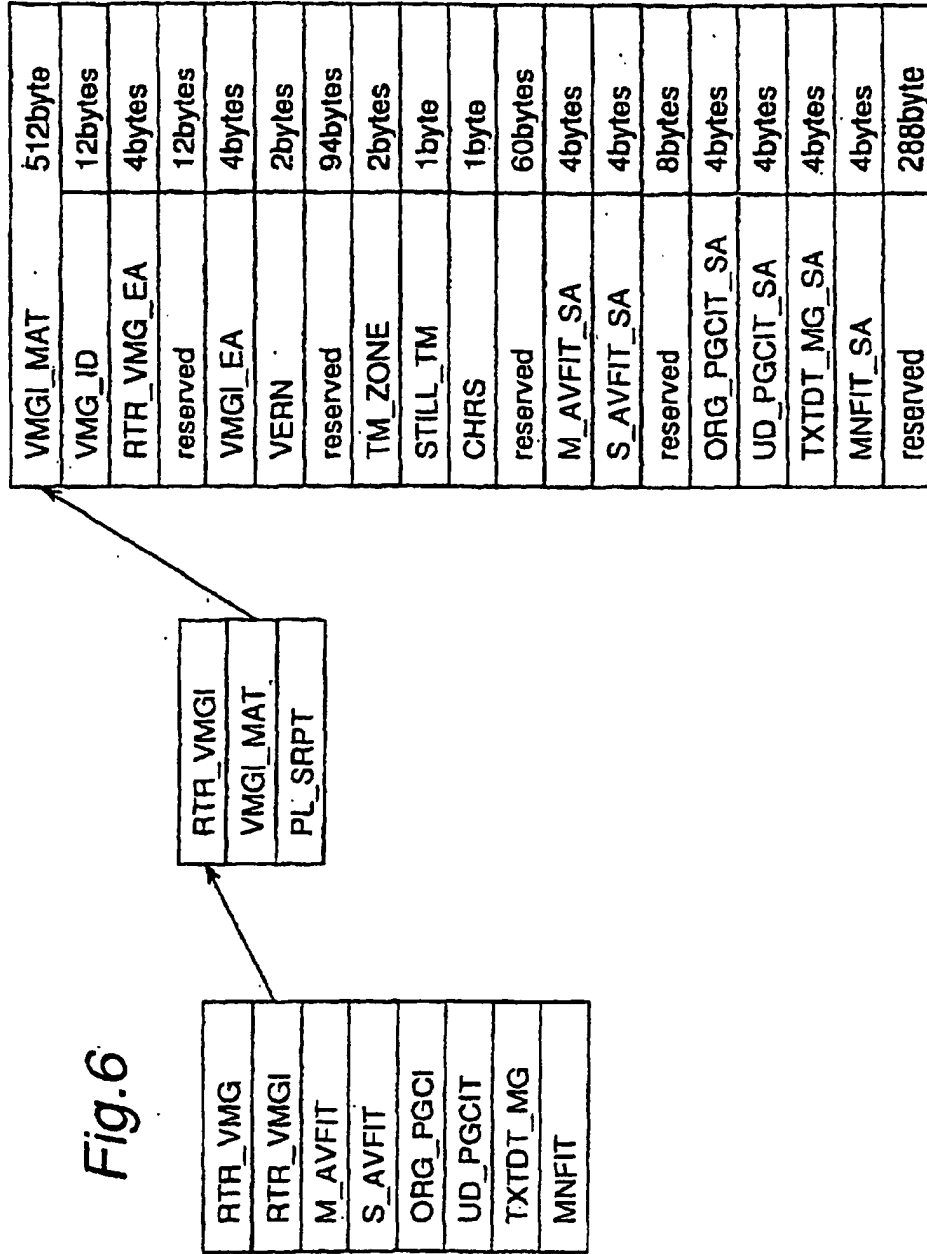 Fig.6
RTR_VMG
RTR_VMGI
M_AVFIT
S_AVFIT
ORG_PGCI
UD_PGCIT
TXTDT_MG
MNFIT
RTR_VMGI
VMGI_MAT
PL_SRPT
VMGI_MAT 512byte
VMG_ID 12bytes
RTR_VMG_EA 4bytes
reserved 12bytes
VMGI_EA 4bytes
VERN 2bytes
reserved 94bytes
TM_ZONE 2bytes
STILL_TM 1byte
CHRS 1byte
reserved 60bytes
M_AVFIT_SA 4bytes
S_AVFIT_SA 4bytes
reserved 8bytes
ORG_PGCIT_SA 4bytes
UD_PGCIT_SA 4bytes
TXTDT_MG_SA 4bytes
MNFIT_SA 4bytes
reserved 288byte